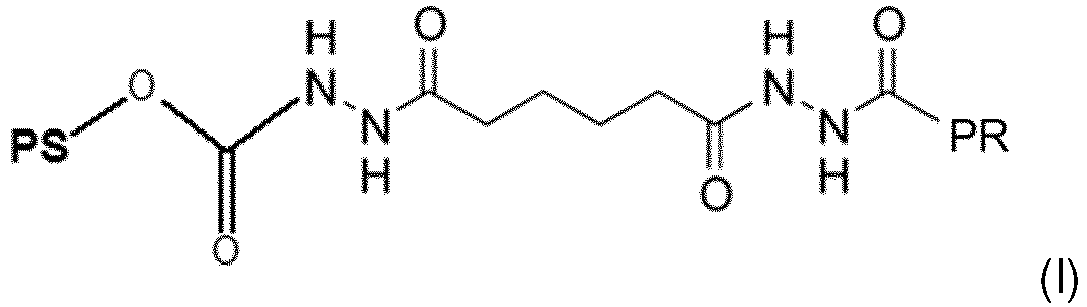 H O H O
O N H N H
PS N N PR
H O H
O
(I)